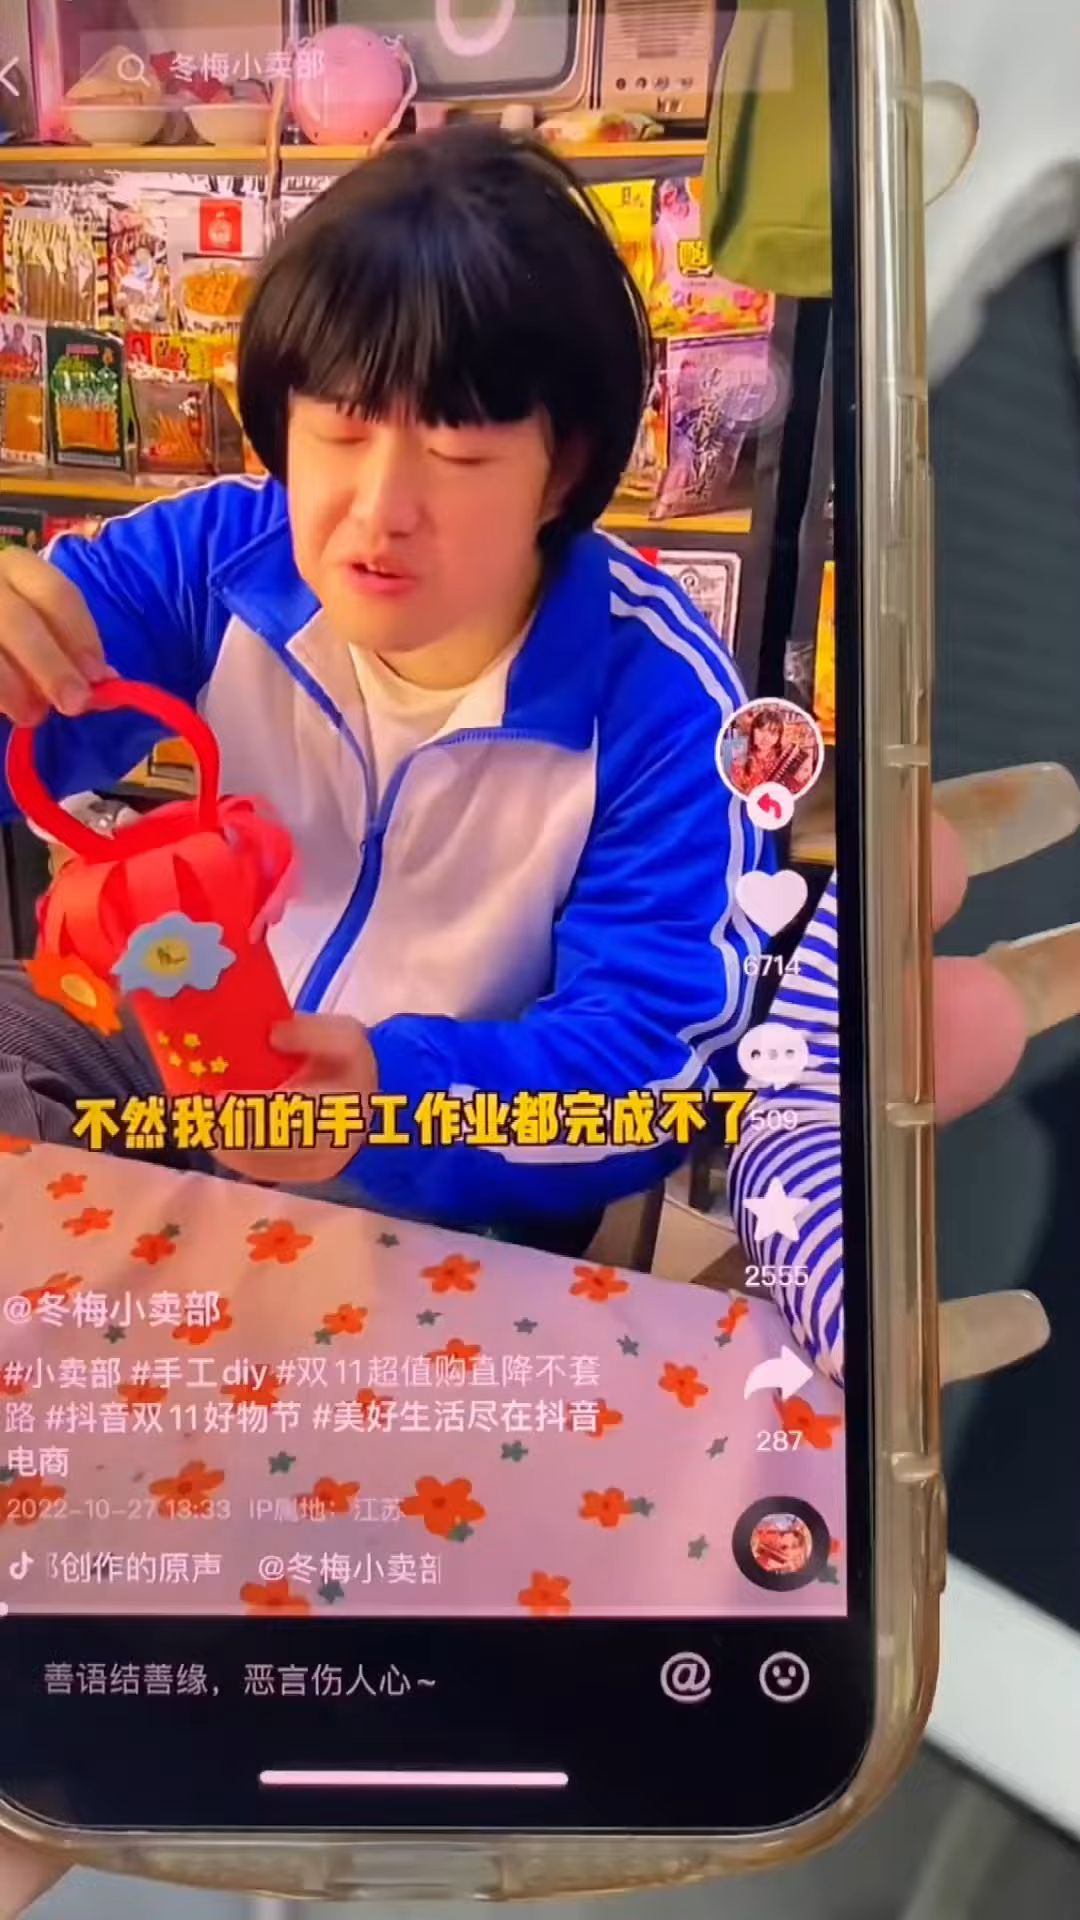 冬梅小卖部
6714
不然我们的手工作业都完成不了
509
2555
@冬梅小卖部
#小卖部 #手工diy #双11超值购直降不套
路 #抖音双11好物节 #美好生活尽在抖音
电商
287
2022-10-27 13:33 IP属地：江苏
创作的原声 @冬梅小卖部
善语结善缘，恶言伤人心~